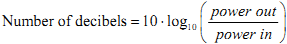 Number of decibels = 10 · log₁₀ (power out / power in)